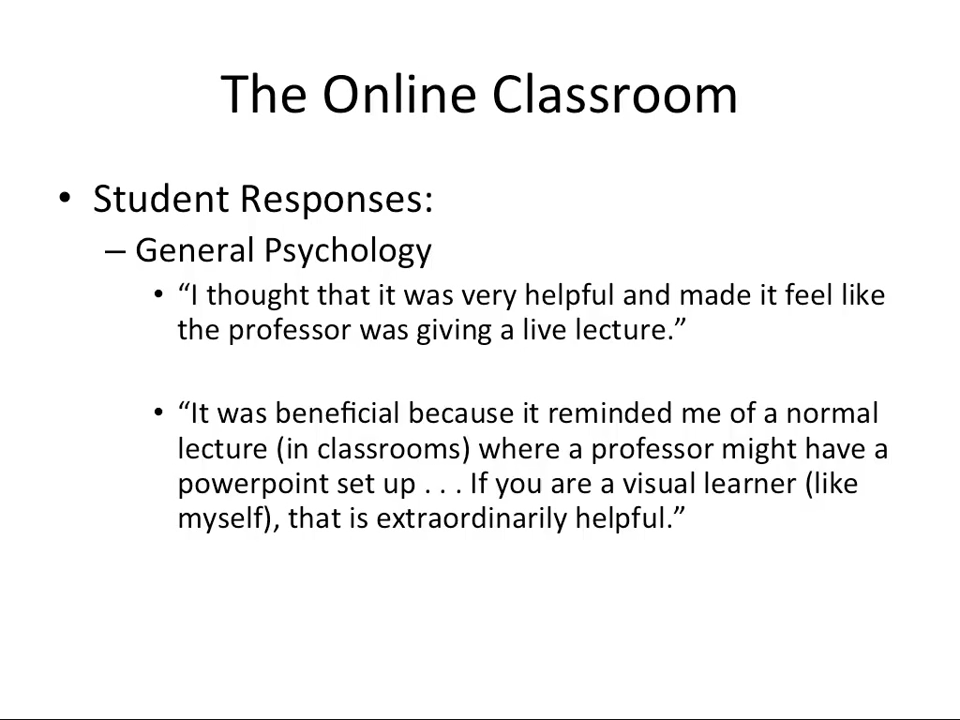 The Online Classroom
• Student Responses:
– General Psychology
• “I thought that it was very helpful and made it feel like
the professor was giving a live lecture.”
• “It was beneficial because it reminded me of a normal
lecture (in classrooms) where a professor might have a
powerpoint set up . . . If you are a visual learner (like
myself), that is extraordinarily helpful.”